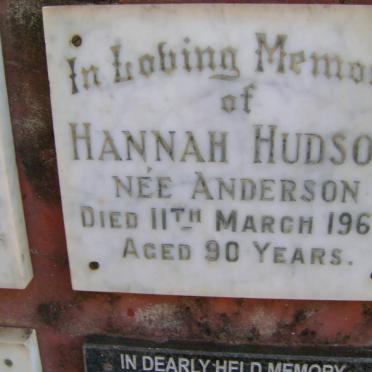 In Loving Memo
of
HANNAH HUDSO
NÉE ANDERSON
DIED 11TH MARCH 196
AGED 90 YEARS.
IN DEARLY HELD MEMORY